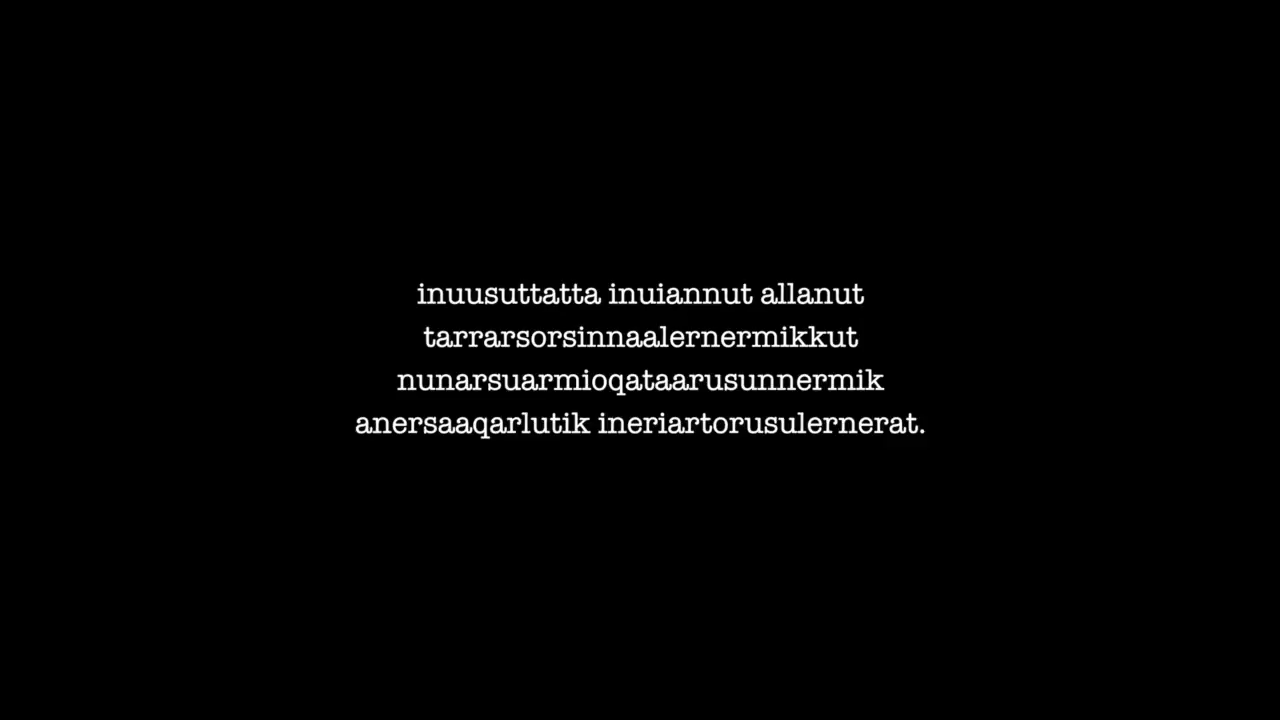 inuusuttatta inuiannut allanut
tarrarsorsinnaalernermikkut
nunarsuarmioqataarusunnermik
anersaaqarlutik ineriartorusulernerat.